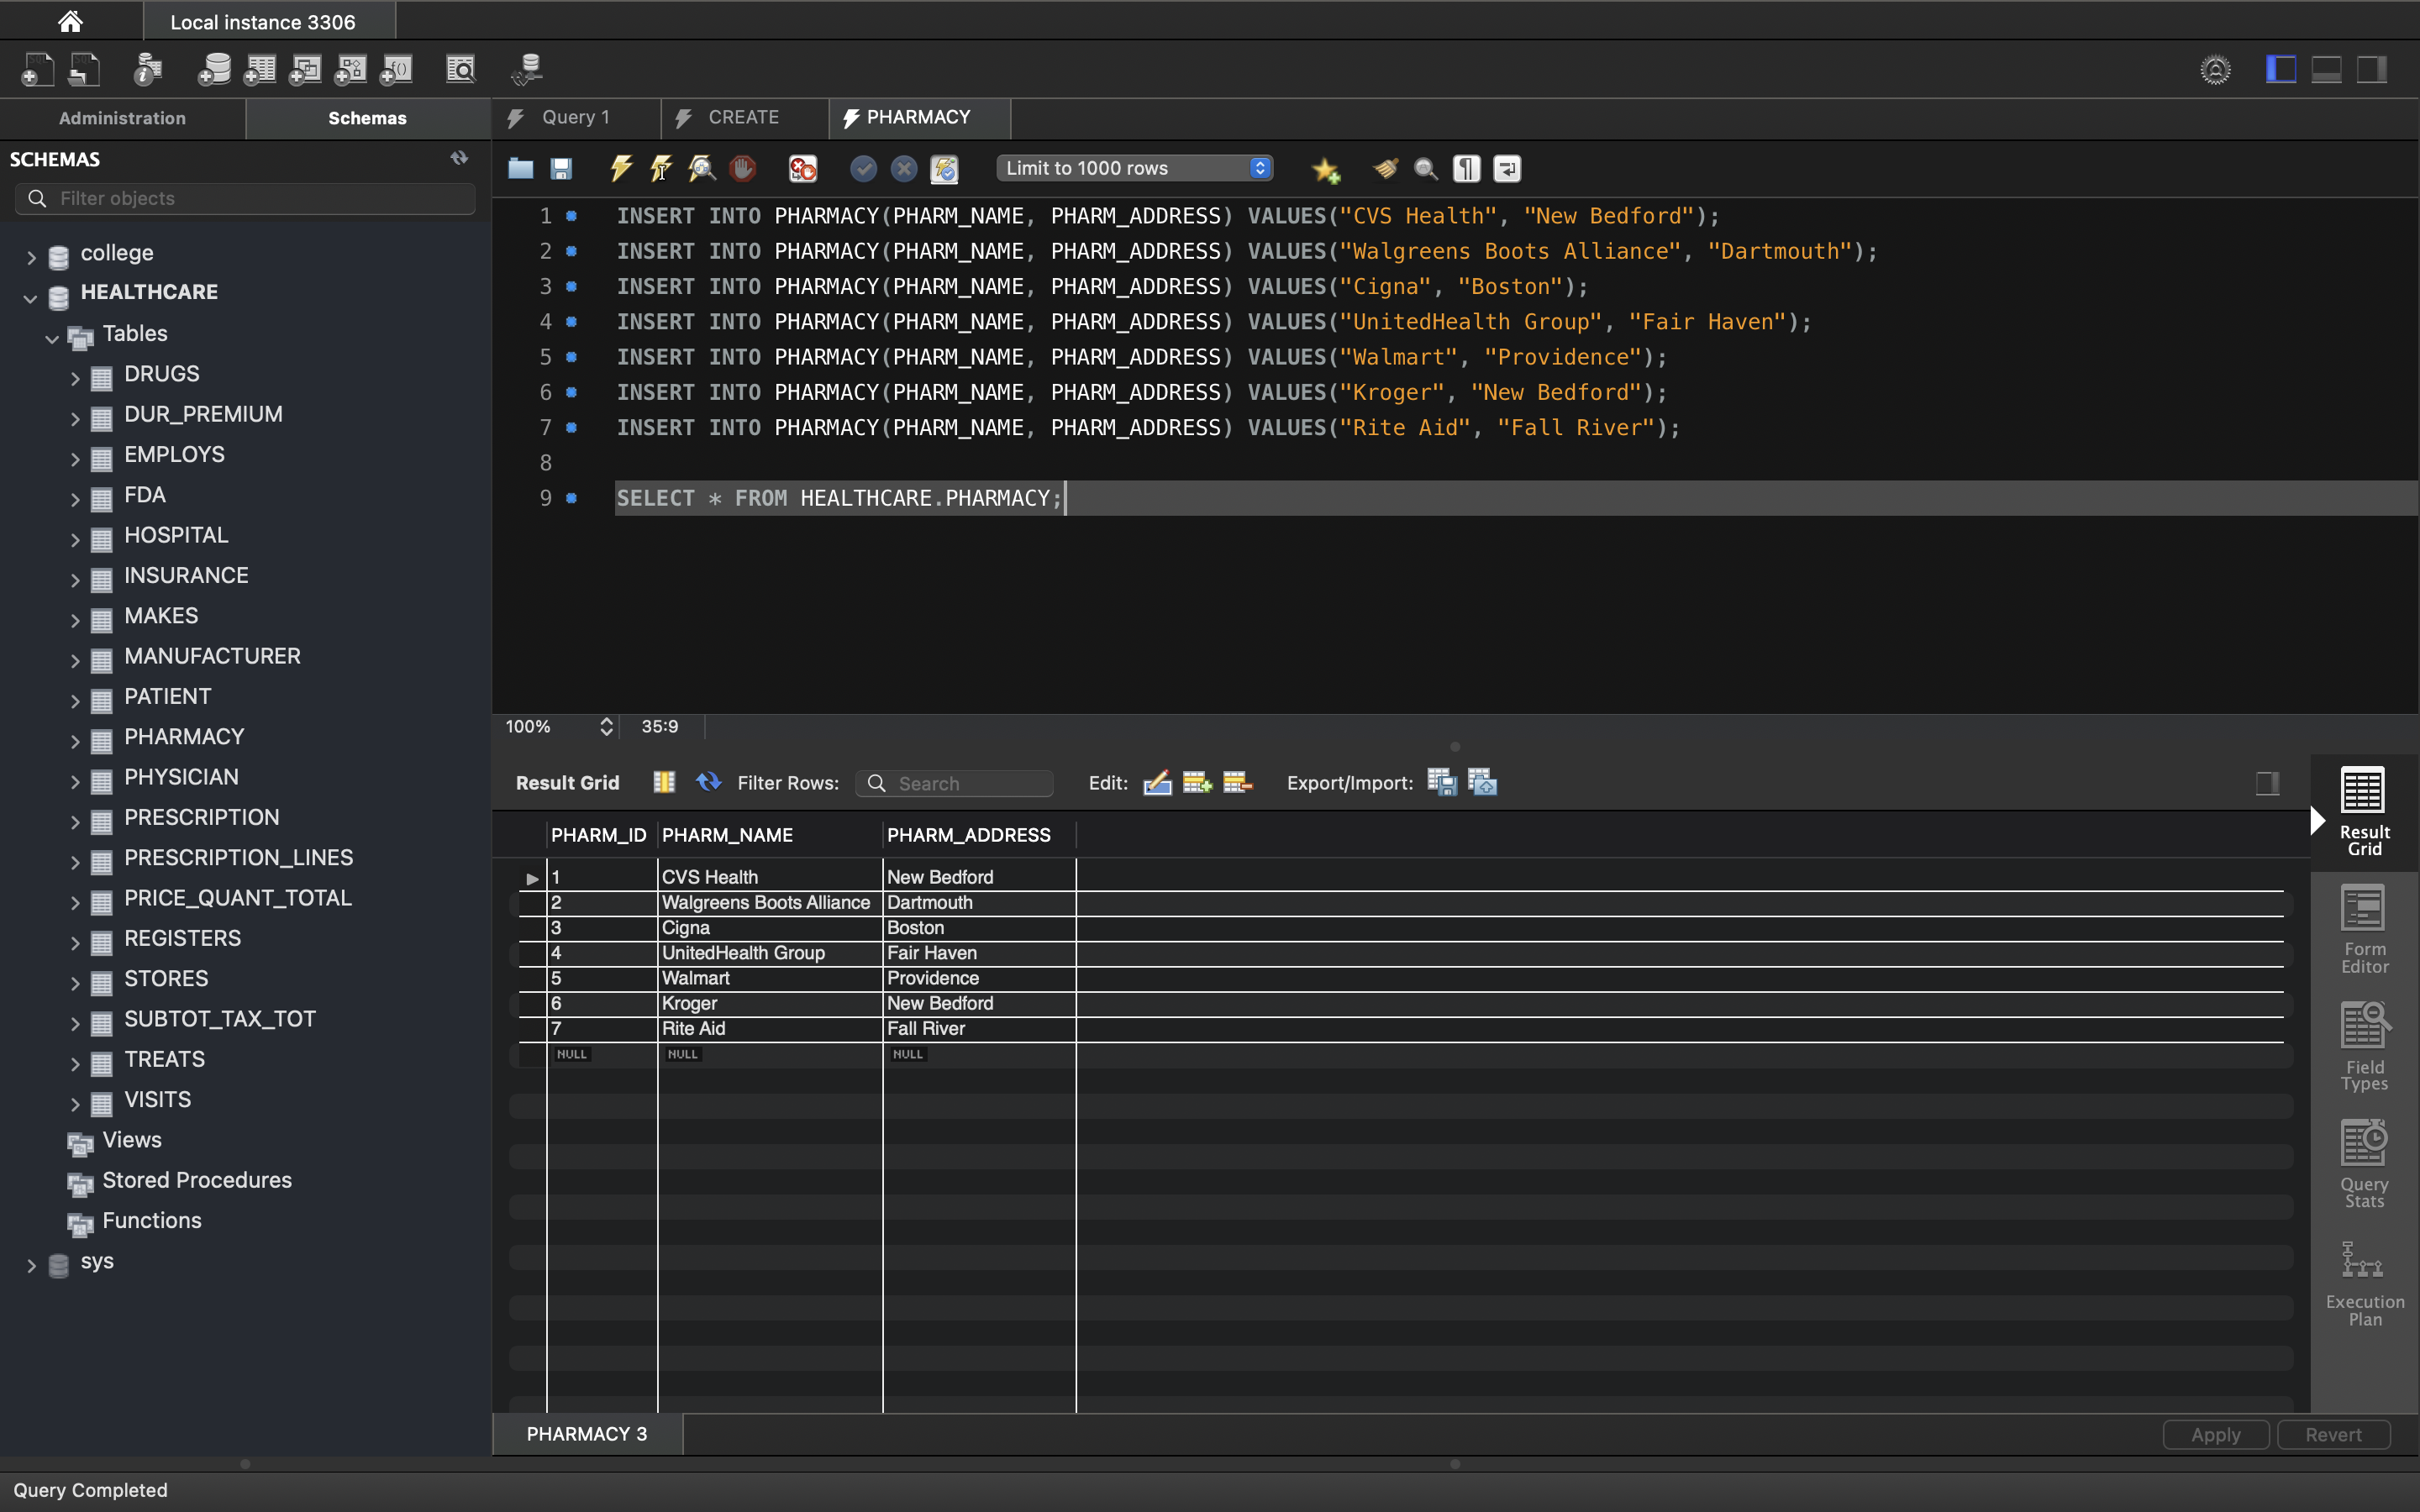 Local instance 3306
Administration
Schemas
Query 1
CREATE
PHARMACY
SCHEMAS
Filter objects
college
HEALTHCARE
Tables
DRUGS
DUR_PREMIUM
EMPLOYS
FDA
HOSPITAL
INSURANCE
MAKES
MANUFACTURER
PATIENT
PHARMACY
PHYSICIAN
PRESCRIPTION
PRESCRIPTION_LINES
PRICE_QUANT_TOTAL
REGISTERS
STORES
SUBTOT_TAX_TOT
TREATS
VISITS
Views
Stored Procedures
Functions
sys
Limit to 1000 rows
1 INSERT INTO PHARMACY(PHARM_NAME, PHARM_ADDRESS) VALUES("CVS Health", "New Bedford");
2 INSERT INTO PHARMACY(PHARM_NAME, PHARM_ADDRESS) VALUES("Walgreens Boots Alliance", "Dartmouth");
3 INSERT INTO PHARMACY(PHARM_NAME, PHARM_ADDRESS) VALUES("Cigna", "Boston");
4 INSERT INTO PHARMACY(PHARM_NAME, PHARM_ADDRESS) VALUES("UnitedHealth Group", "Fair Haven");
5 INSERT INTO PHARMACY(PHARM_NAME, PHARM_ADDRESS) VALUES("Walmart", "Providence");
6 INSERT INTO PHARMACY(PHARM_NAME, PHARM_ADDRESS) VALUES("Kroger", "New Bedford");
7 INSERT INTO PHARMACY(PHARM_NAME, PHARM_ADDRESS) VALUES("Rite Aid", "Fall River");
8
9 SELECT * FROM HEALTHCARE.PHARMACY;
100% 35:9
Result Grid Filter Rows: Search Edit: Export/Import:
PHARM_ID PHARM_NAME PHARM_ADDRESS
1 CVS Health New Bedford
2 Walgreens Boots Alliance Dartmouth
3 Cigna Boston
4 UnitedHealth Group Fair Haven
5 Walmart Providence
6 Kroger New Bedford
7 Rite Aid Fall River
NULL NULL NULL
Result
Grid
Form
Editor
Field
Types
Query
Stats
Execution
Plan
PHARMACY 3
Apply Revert
Query Completed